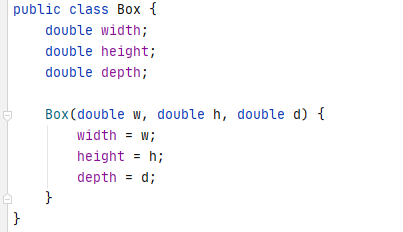 public class Box {
    double width;
    double height;
    double depth;

    Box(double w, double h, double d) {
        width = w;
        height = h;
        depth = d;
    }
}